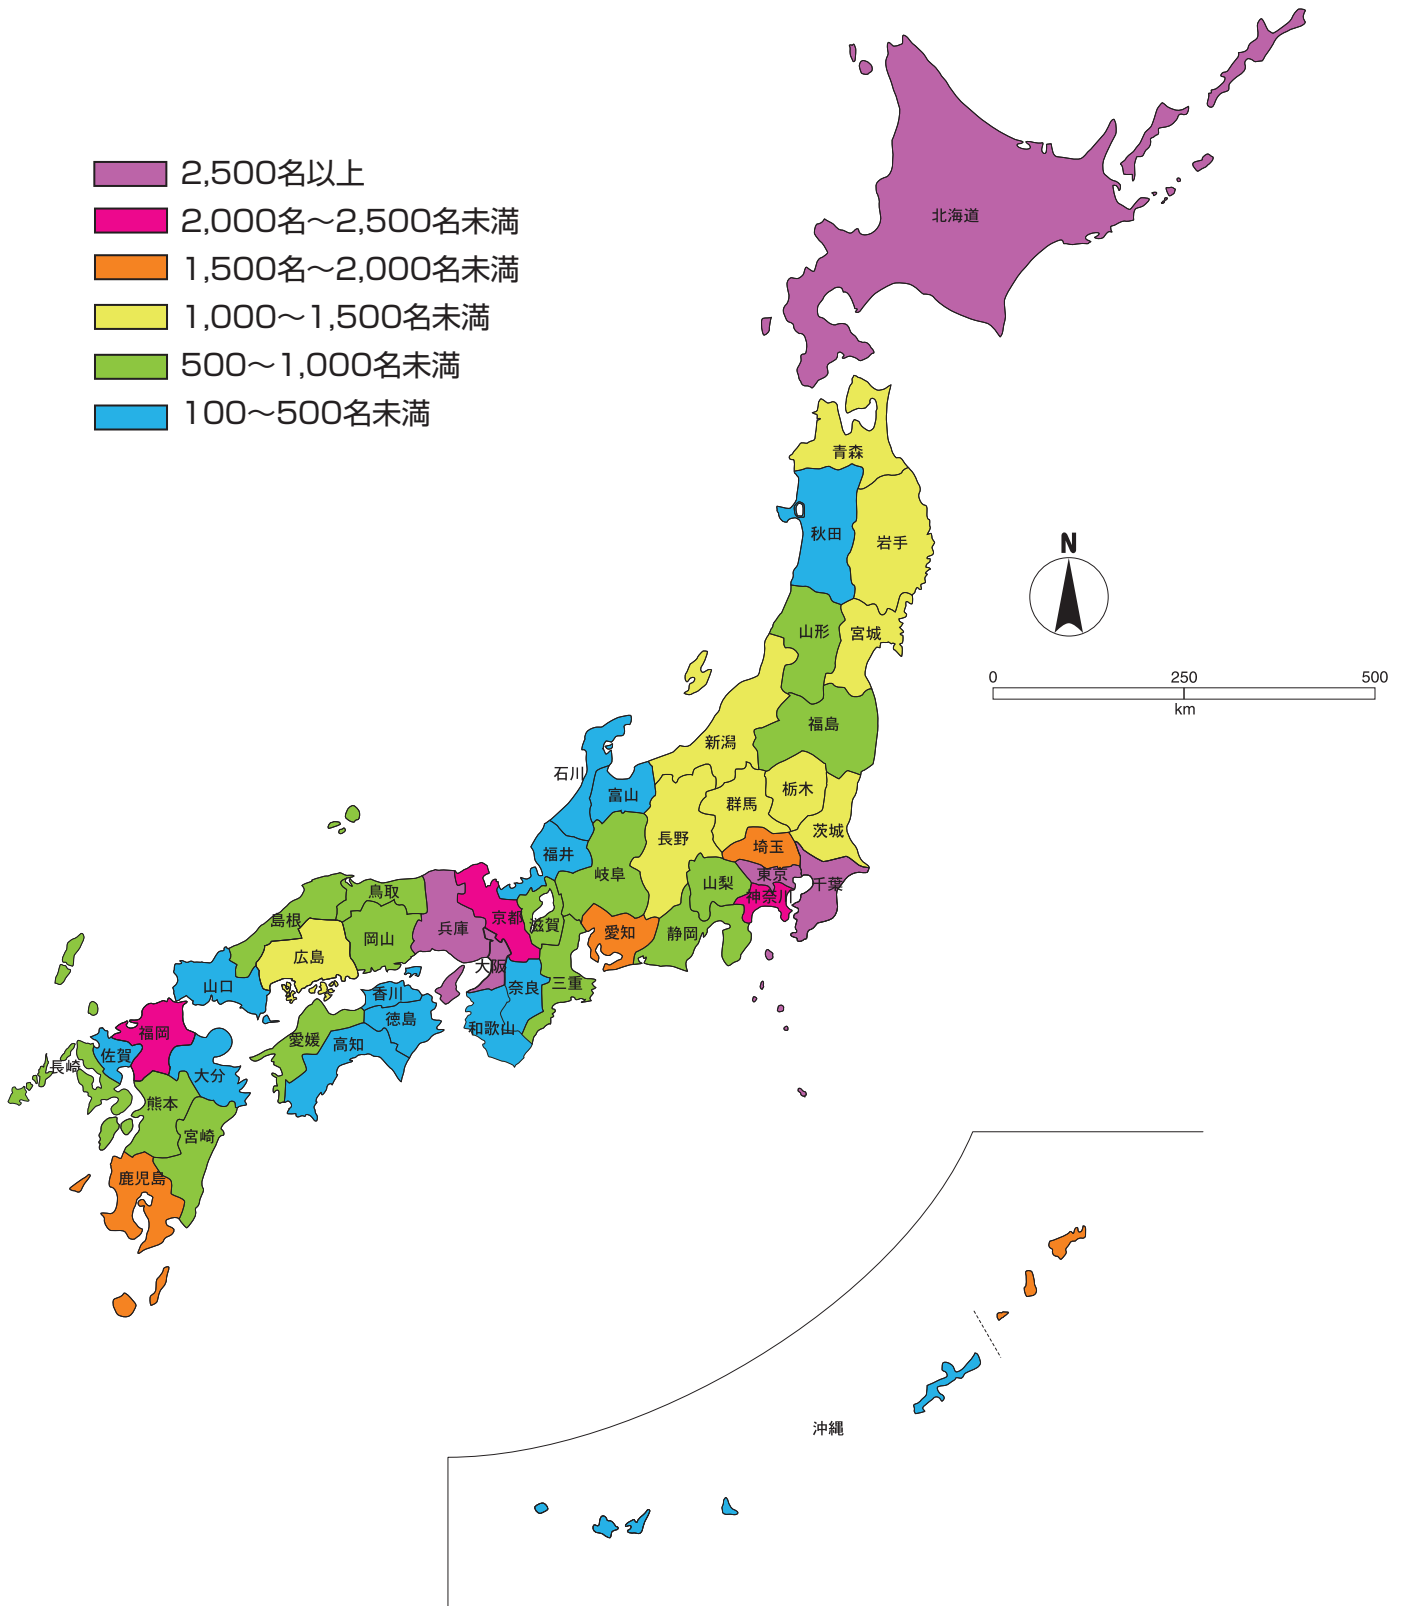 2,500名以上
2,000名～2,500名未満
1,500名～2,000名未満
1,000～1,500名未満
500～1,000名未満
100～500名未満
北海道
青森
秋田
岩手
山形
宮城
福島
新潟
N
0 250 500
km
石川
富山
福井
長野
群馬
栃木
茨城
埼玉
東京
千葉
神奈川
山梨
岐阜
愛知
静岡
滋賀
三重
京都
兵庫
大阪
奈良
和歌山
鳥取
島根
岡山
広島
山口
香川
徳島
愛媛
高知
福岡
佐賀
長崎
大分
熊本
宮崎
鹿児島
沖縄